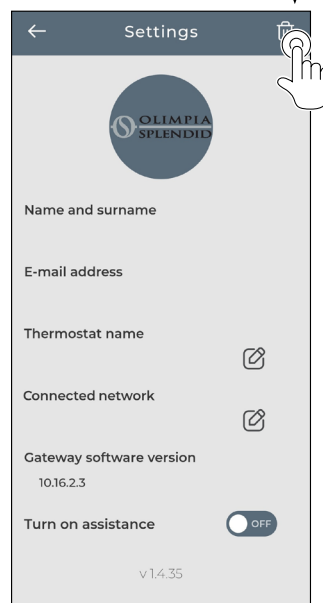 Settings
OLIMPIA
SPLENDID
Name and surname
E-mail address
Thermostat name
Connected network
Gateway software version
10.16.2.3
Turn on assistance OFF
v 1.4.35